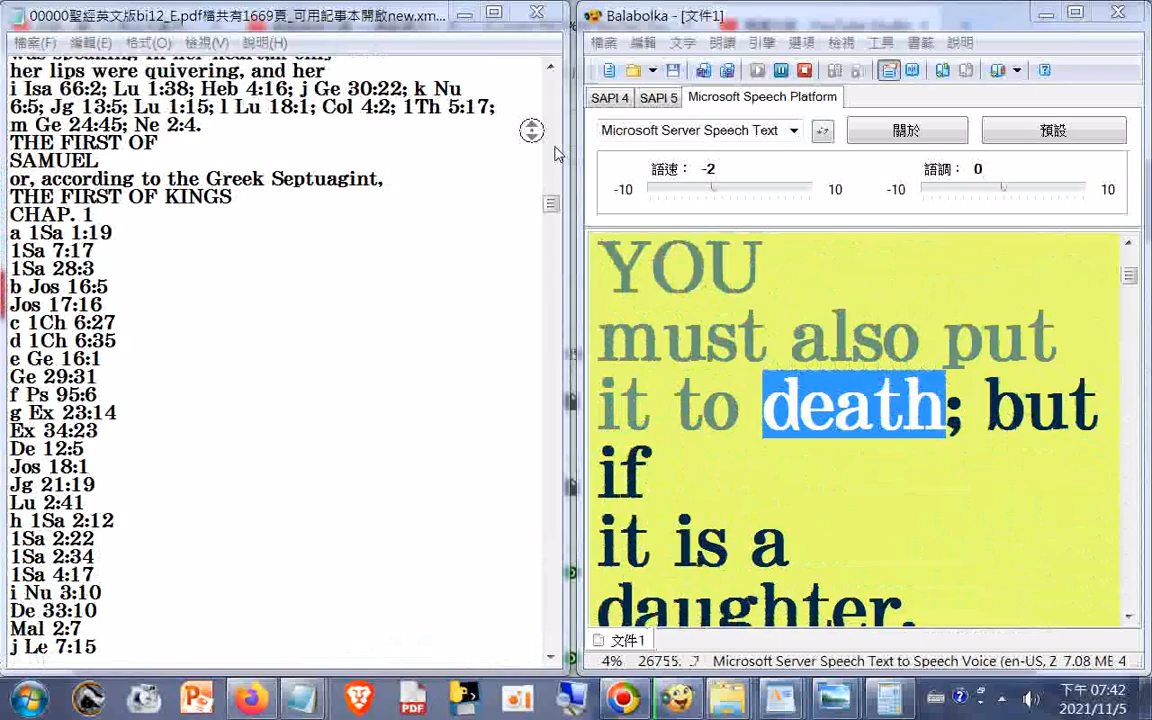 00000聖經英文版bi12_E.pdf檔共有1669頁_可用記事本開啟new.xm...
檔案(F) 編輯(E) 格式(O) 檢視(V) 說明(H)
her lips were quivering, and her
i Isa 66:2; Lu 1:38; Heb 4:16; j Ge 30:22; k Nu
6:5; Jg 13:5; Lu 1:15; l Lu 18:1; Col 4:2; 1Th 5:17;
m Ge 24:45; Ne 2:4.
THE FIRST OF
SAMUEL
or, according to the Greek Septuagint,
THE FIRST OF KINGS
CHAP. 1
a 1Sa 1:19
1Sa 7:17
1Sa 28:3
b Jos 16:5
Jos 17:16
c 1Ch 6:27
d 1Ch 6:35
e Ge 16:1
Ge 29:31
f Ps 95:6
g Ex 23:14
Ex 34:23
De 12:5
Jos 18:1
Jg 21:19
Lu 2:41
h 1Sa 2:12
1Sa 2:22
1Sa 2:34
1Sa 4:17
i Nu 3:10
De 33:10
Mal 2:7
j Le 7:15
Balabolka - [文件1]
檔案 編輯 文字 朗讀 引擎 選項 檢視 工具 書籤 說明
SAPI 4 SAPI 5 Microsoft Speech Platform
Microsoft Server Speech Text 關於 預設
語速： -2 語調： 0
-10 10 -10 10
YOU
must also put
it to death; but
if
it is a
daughter,
文件1
4% 26755. .7 Microsoft Server Speech Text to Speech Voice (en-US, Z 7.08 ME 4
下午 07:42
2021/11/5